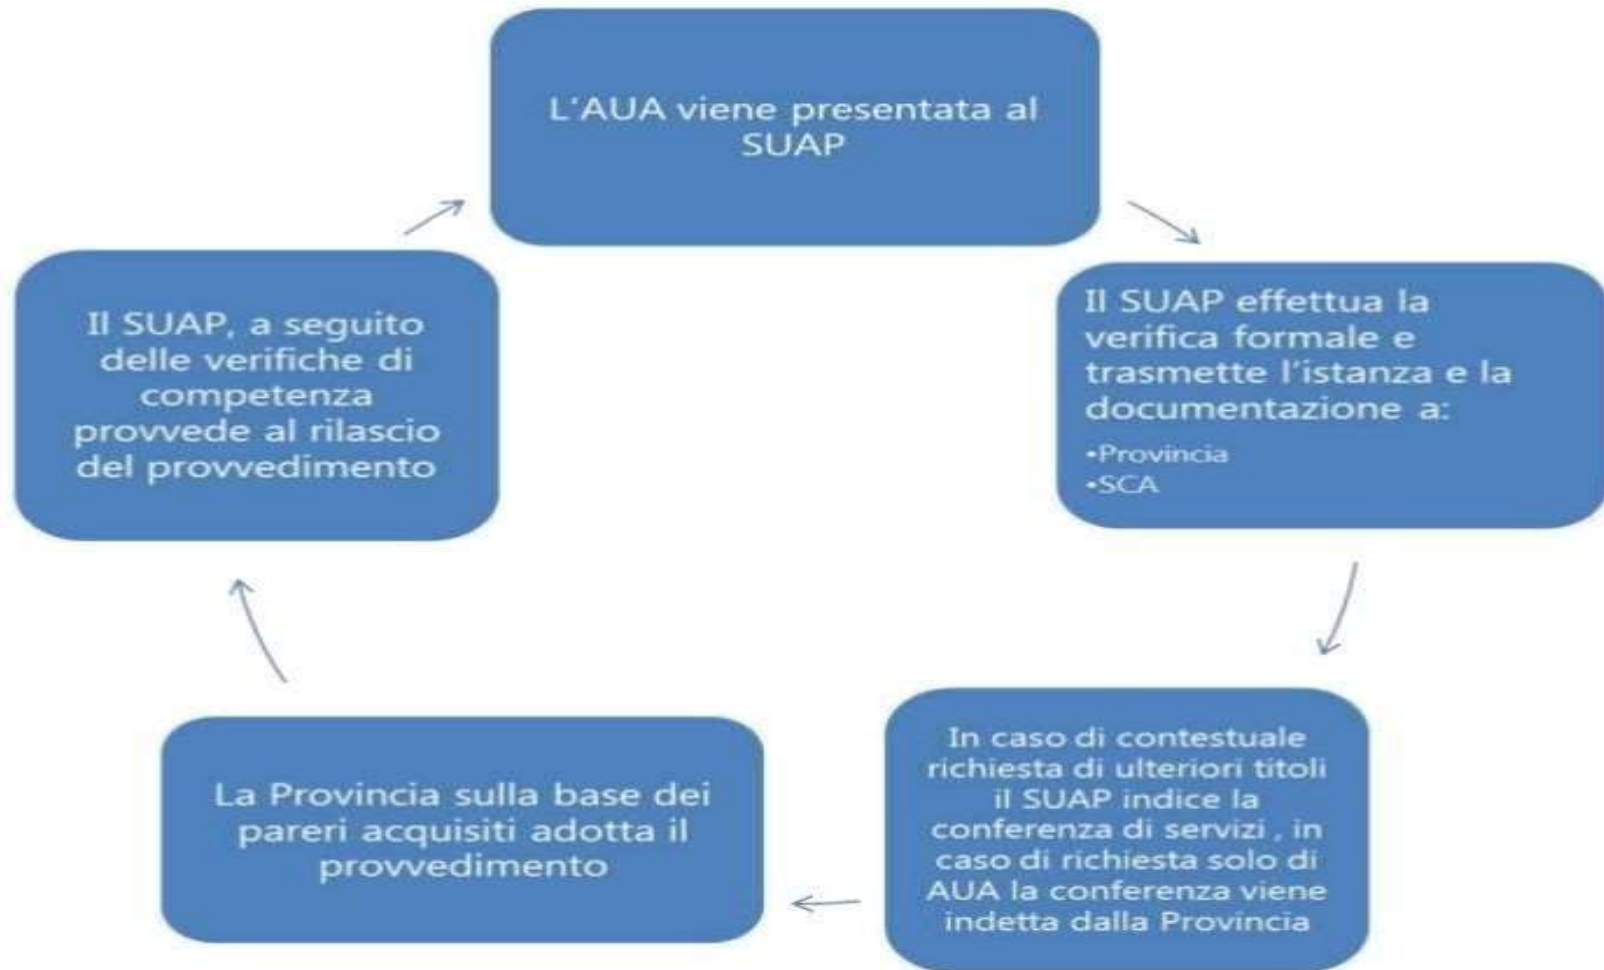 L'AUA viene presentata al
SUAP
Il SUAP effettua la
verifica formale e
trasmette l'istanza e la
documentazione a:
•Provincia
•SCA
In caso di contestuale
richiesta di ulteriori titoli
il SUAP indice la
conferenza di servizi , in
caso di richiesta solo di
AUA la conferenza viene
indetta dalla Provincia
La Provincia sulla base dei
pareri acquisiti adotta il
provvedimento
Il SUAP, a seguito
delle verifiche di
competenza
provvede al rilascio
del provvedimento